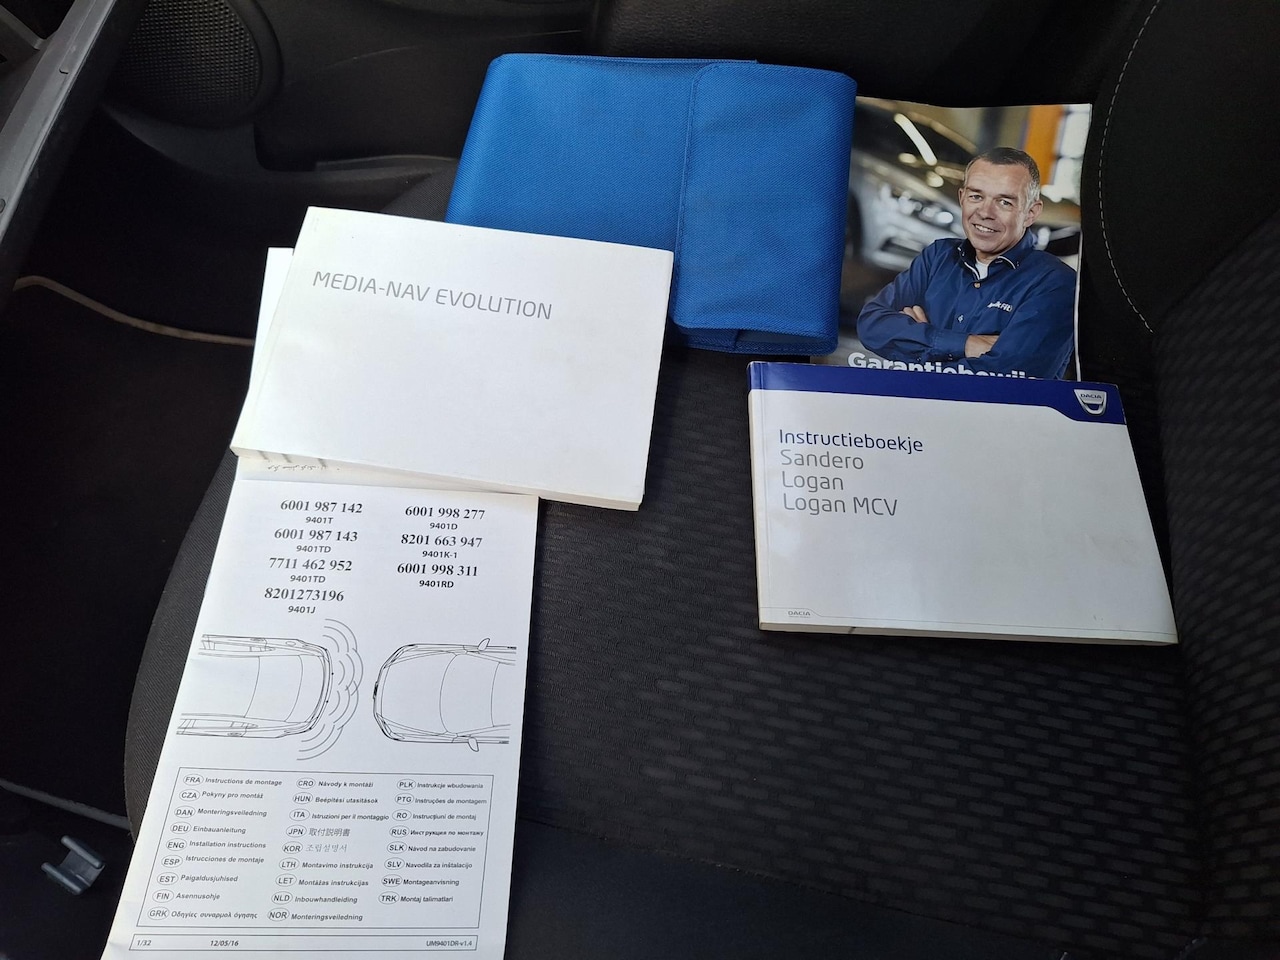 MEDIA-NAV EVOLUTION
Garantiebewijs
DACIA
Instructieboekje
Sandero
Logan
Logan MCV
DACIA
6001 987 142
9401T
6001 987 143
9401TD
7711 462 952
9401TD
8201273196
9401J
6001 998 277
9401D
8201 663 947
9401K-1
6001 998 311
9401RD
FRA Instructions de montage
CZA Pokyny pro montáž
DAN Monteringsveiledning
DEU Einbauanleitung
ENG Installation instructions
ESP Istrucciones de montaje
EST Paigaldusjuhised
FIN Asennusohje
GRK Οδηγίες συναρμολόγησης
CRO Návody k montáži
HUN Beépítési utasítások
ITA Istruzioni per il montaggio
JPN 取付説明書
KOR 조립설명서
LTH Montavimo instrukcija
LET Montāžas instrukcijas
NLD Inbouwhandleiding
NOR Monteringsveiledning
PLK Instrukcje wbudowania
PTG Instruções de montagem
RO Instrucţiuni de montaj
RUS Инструкция по монтажу
SLK Návod na zabudovanie
SLV Navodila za inštalacijo
SWE Montageanvisning
TRK Montaj talimatlari
1/32 12/05/16 UM9401DR-v1.4